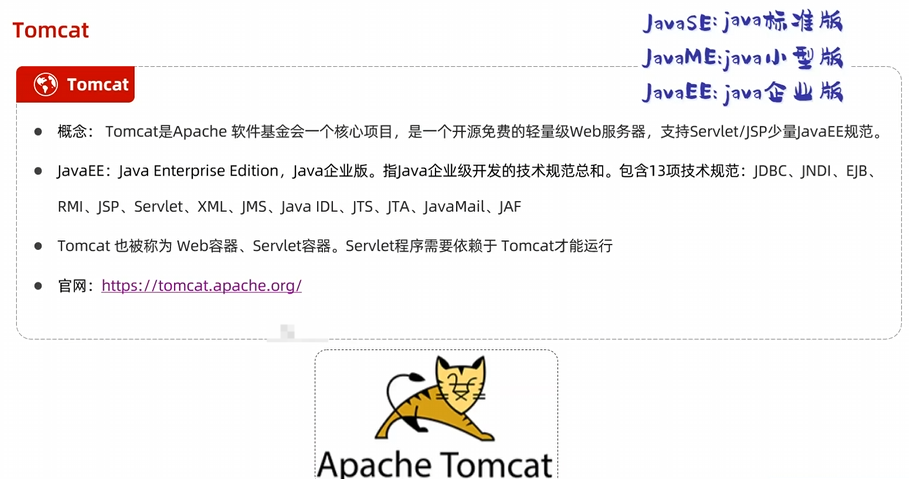 Tomcat
JavaSE: java标准版
JavaME:java小型版
JavaEE: java企业版
Tomcat
概念： Tomcat是Apache 软件基金会一个核心项目，是一个开源免费的轻量级Web服务器，支持Servlet/JSP少量JavaEE规范。
JavaEE：Java Enterprise Edition，Java企业版。指Java企业级开发的技术规范总和。包含13项技术规范：JDBC、JNDI、EJB、
RMI、JSP、Servlet、XML、JMS、Java IDL、JTS、JTA、JavaMail、JAF
Tomcat 也被称为 Web容器、Servlet容器。Servlet程序需要依赖于 Tomcat才能运行
官网：https://tomcat.apache.org/
Apache Tomcat